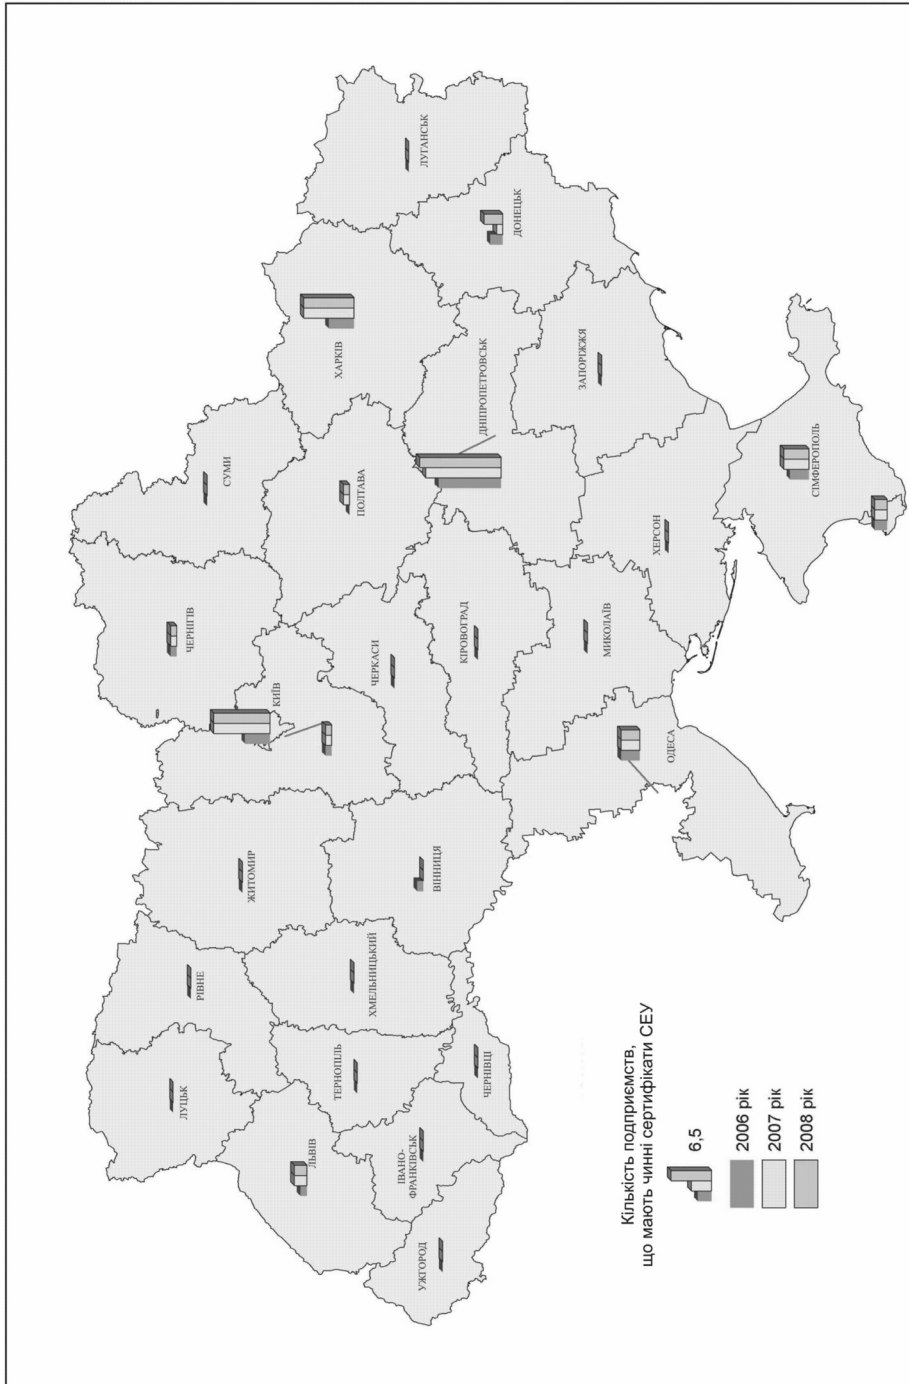 ЛУГАНСЬК
ДОНЕЦЬК
ХАРКІВ
ДНІПРОПЕТРОВСЬК
ЗАПОРІЖЖЯ
СУМИ
ПОЛТАВА
ХЕРСОН
СІМФЕРОПОЛЬ
ЧЕРНІГІВ
КИЇВ
ЧЕРКАСИ
КІРОВОГРАД
МИКОЛАЇВ
ОДЕСА
ЖИТОМИР
ВІННИЦЯ
РІВНЕ
ХМЕЛЬНИЦЬКИЙ
ЛУЦЬК
ТЕРНОПІЛЬ
ЧЕРНІВЦІ
ЛЬВІВ
ІВАНО-
ФРАНКІВСЬК
УЖГОРОД
Кількість подприємств,
що мають чинні сертифікати СЕУ
6,5
2006 рік
2007 рік
2008 рік